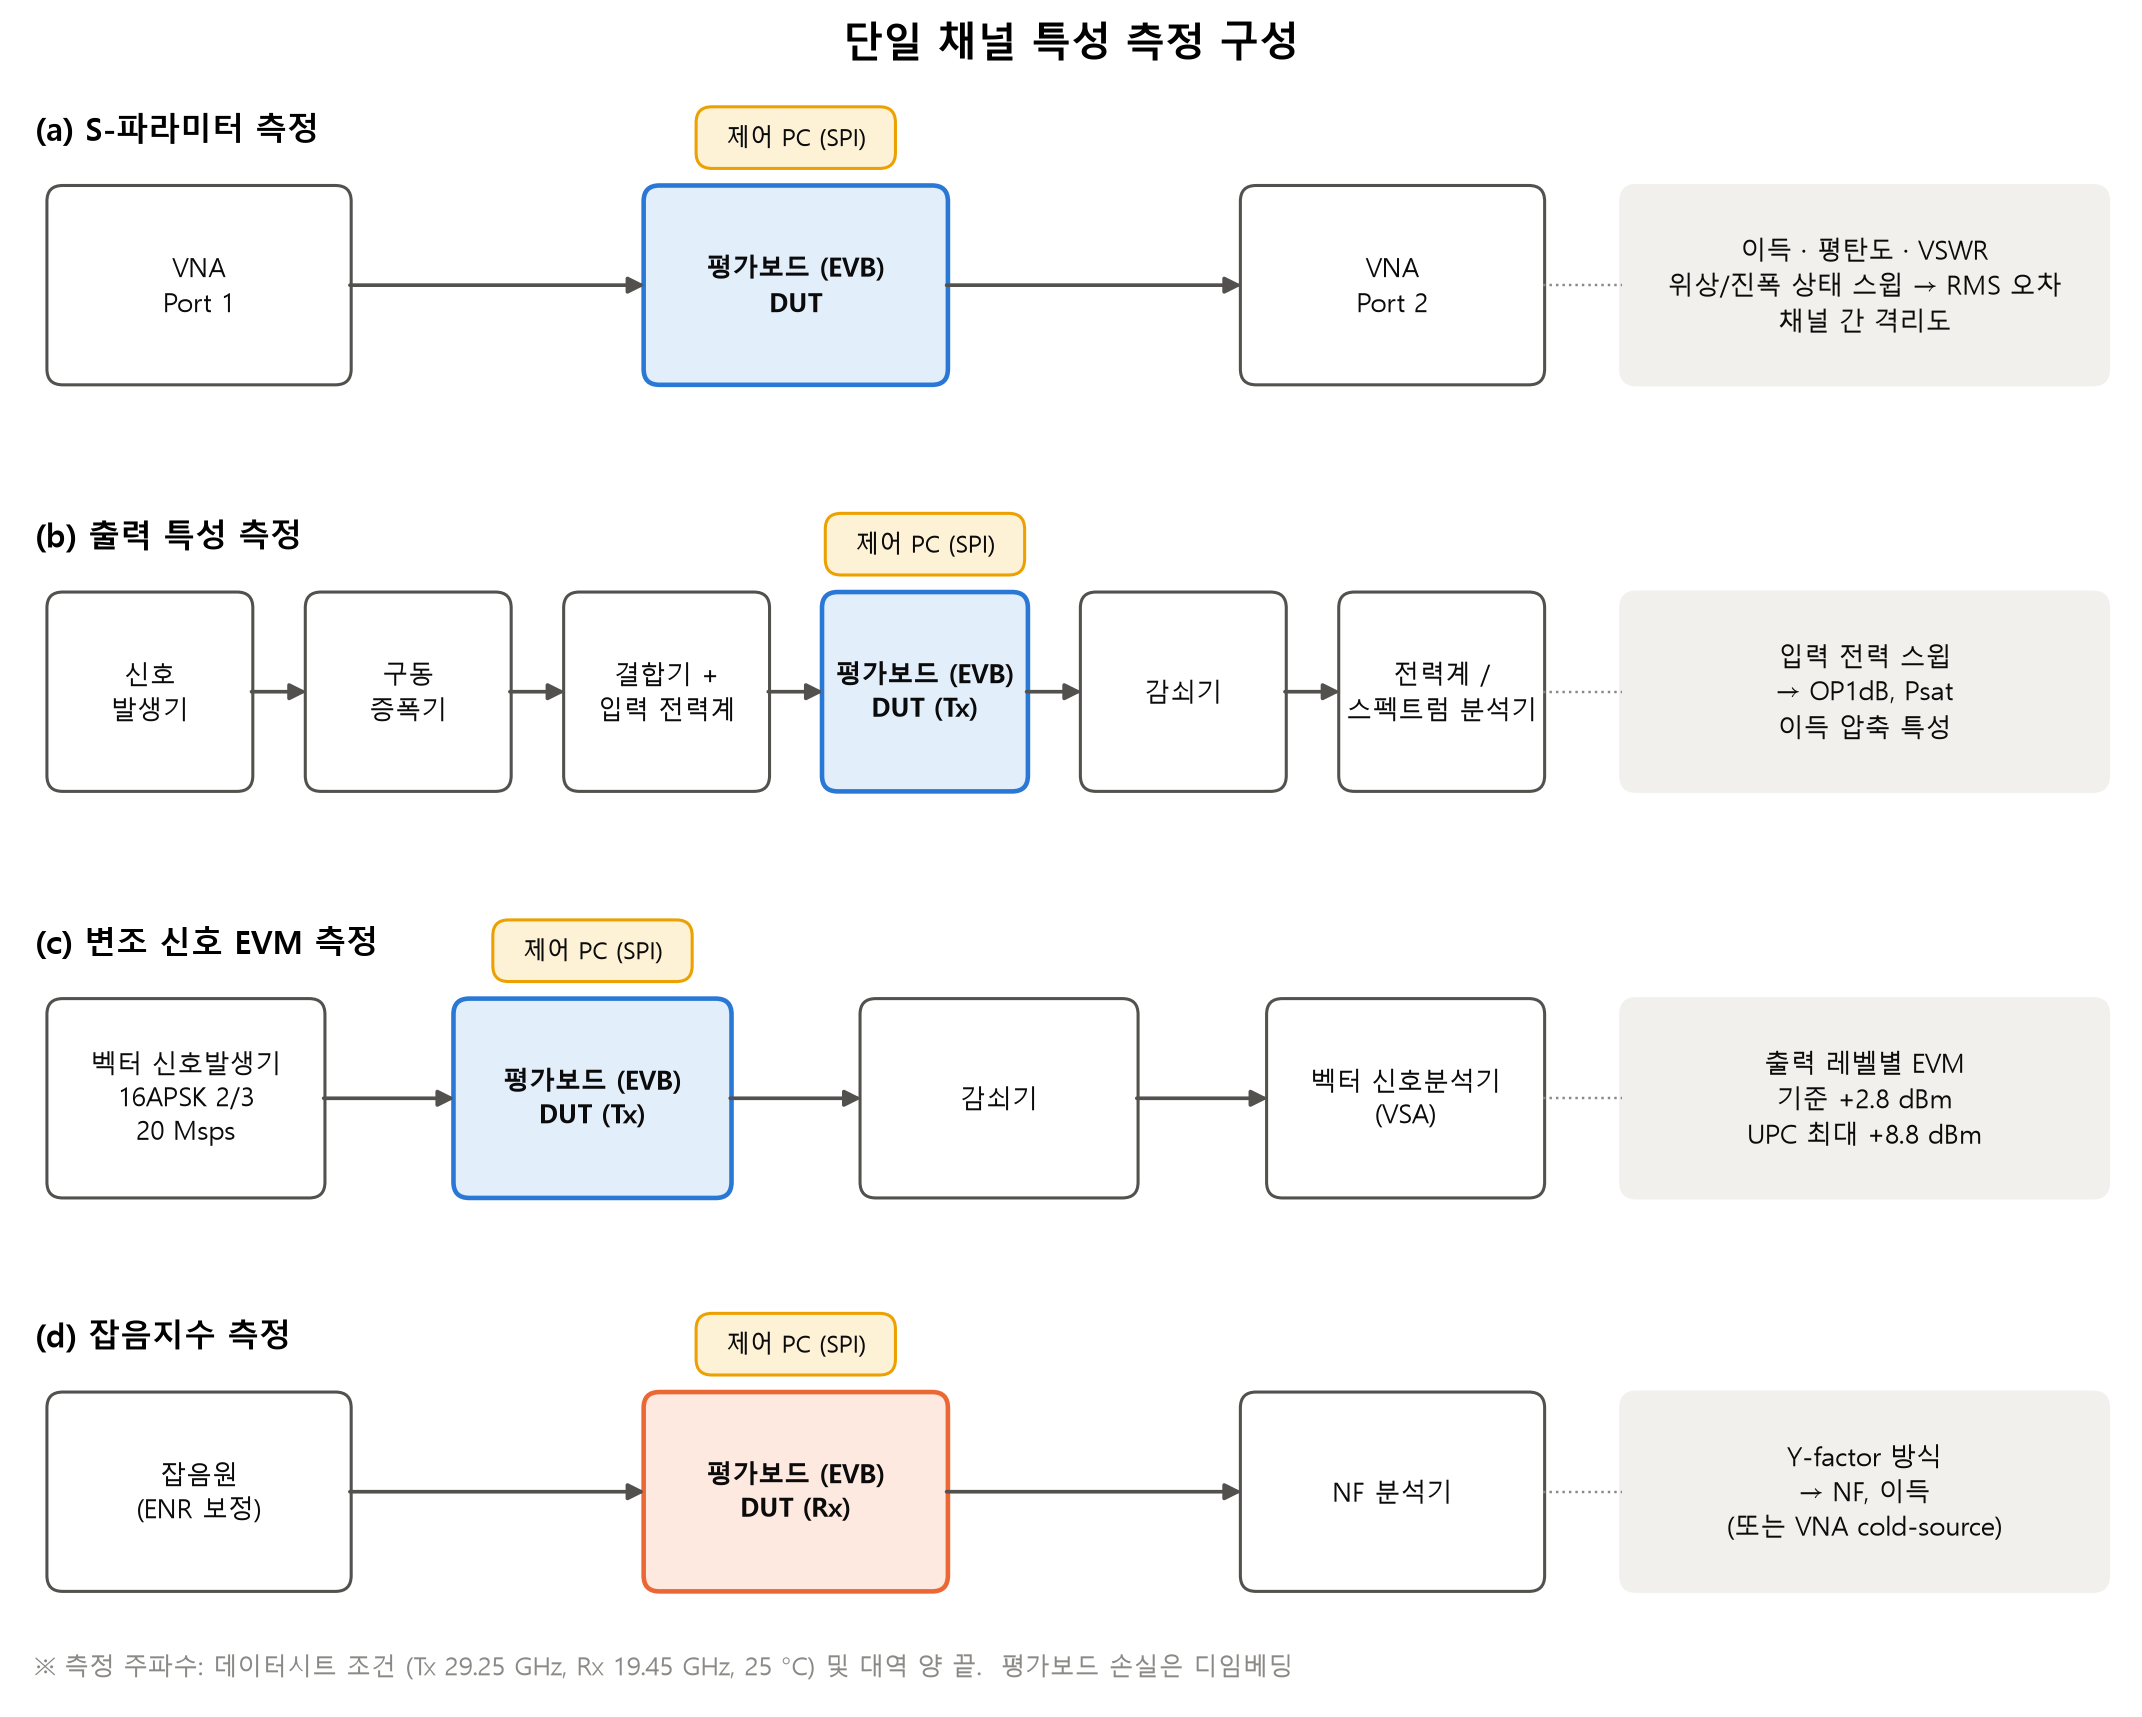 단일 채널 특성 측정 구성
(a) S-파라미터 측정
제어 PC (SPI)
VNA
Port 1
평가보드 (EVB)
DUT
VNA
Port 2
이득 · 평탄도 · VSWR
위상/진폭 상태 스윕 → RMS 오차
채널 간 격리도
(b) 출력 특성 측정
제어 PC (SPI)
신호
발생기
구동
증폭기
결합기 +
입력 전력계
평가보드 (EVB)
DUT (Tx)
감쇠기
전력계 /
스펙트럼 분석기
입력 전력 스윕
→ OP1dB, Psat
이득 압축 특성
(c) 변조 신호 EVM 측정
제어 PC (SPI)
벡터 신호발생기
16APSK 2/3
20 Msps
평가보드 (EVB)
DUT (Tx)
감쇠기
벡터 신호분석기
(VSA)
출력 레벨별 EVM
기준 +2.8 dBm
UPC 최대 +8.8 dBm
(d) 잡음지수 측정
제어 PC (SPI)
잡음원
(ENR 보정)
평가보드 (EVB)
DUT (Rx)
NF 분석기
Y-factor 방식
→ NF, 이득
(또는 VNA cold-source)
※ 측정 주파수: 데이터시트 조건 (Tx 29.25 GHz, Rx 19.45 GHz, 25 °C) 및 대역 양 끝. 평가보드 손실은 디임베딩